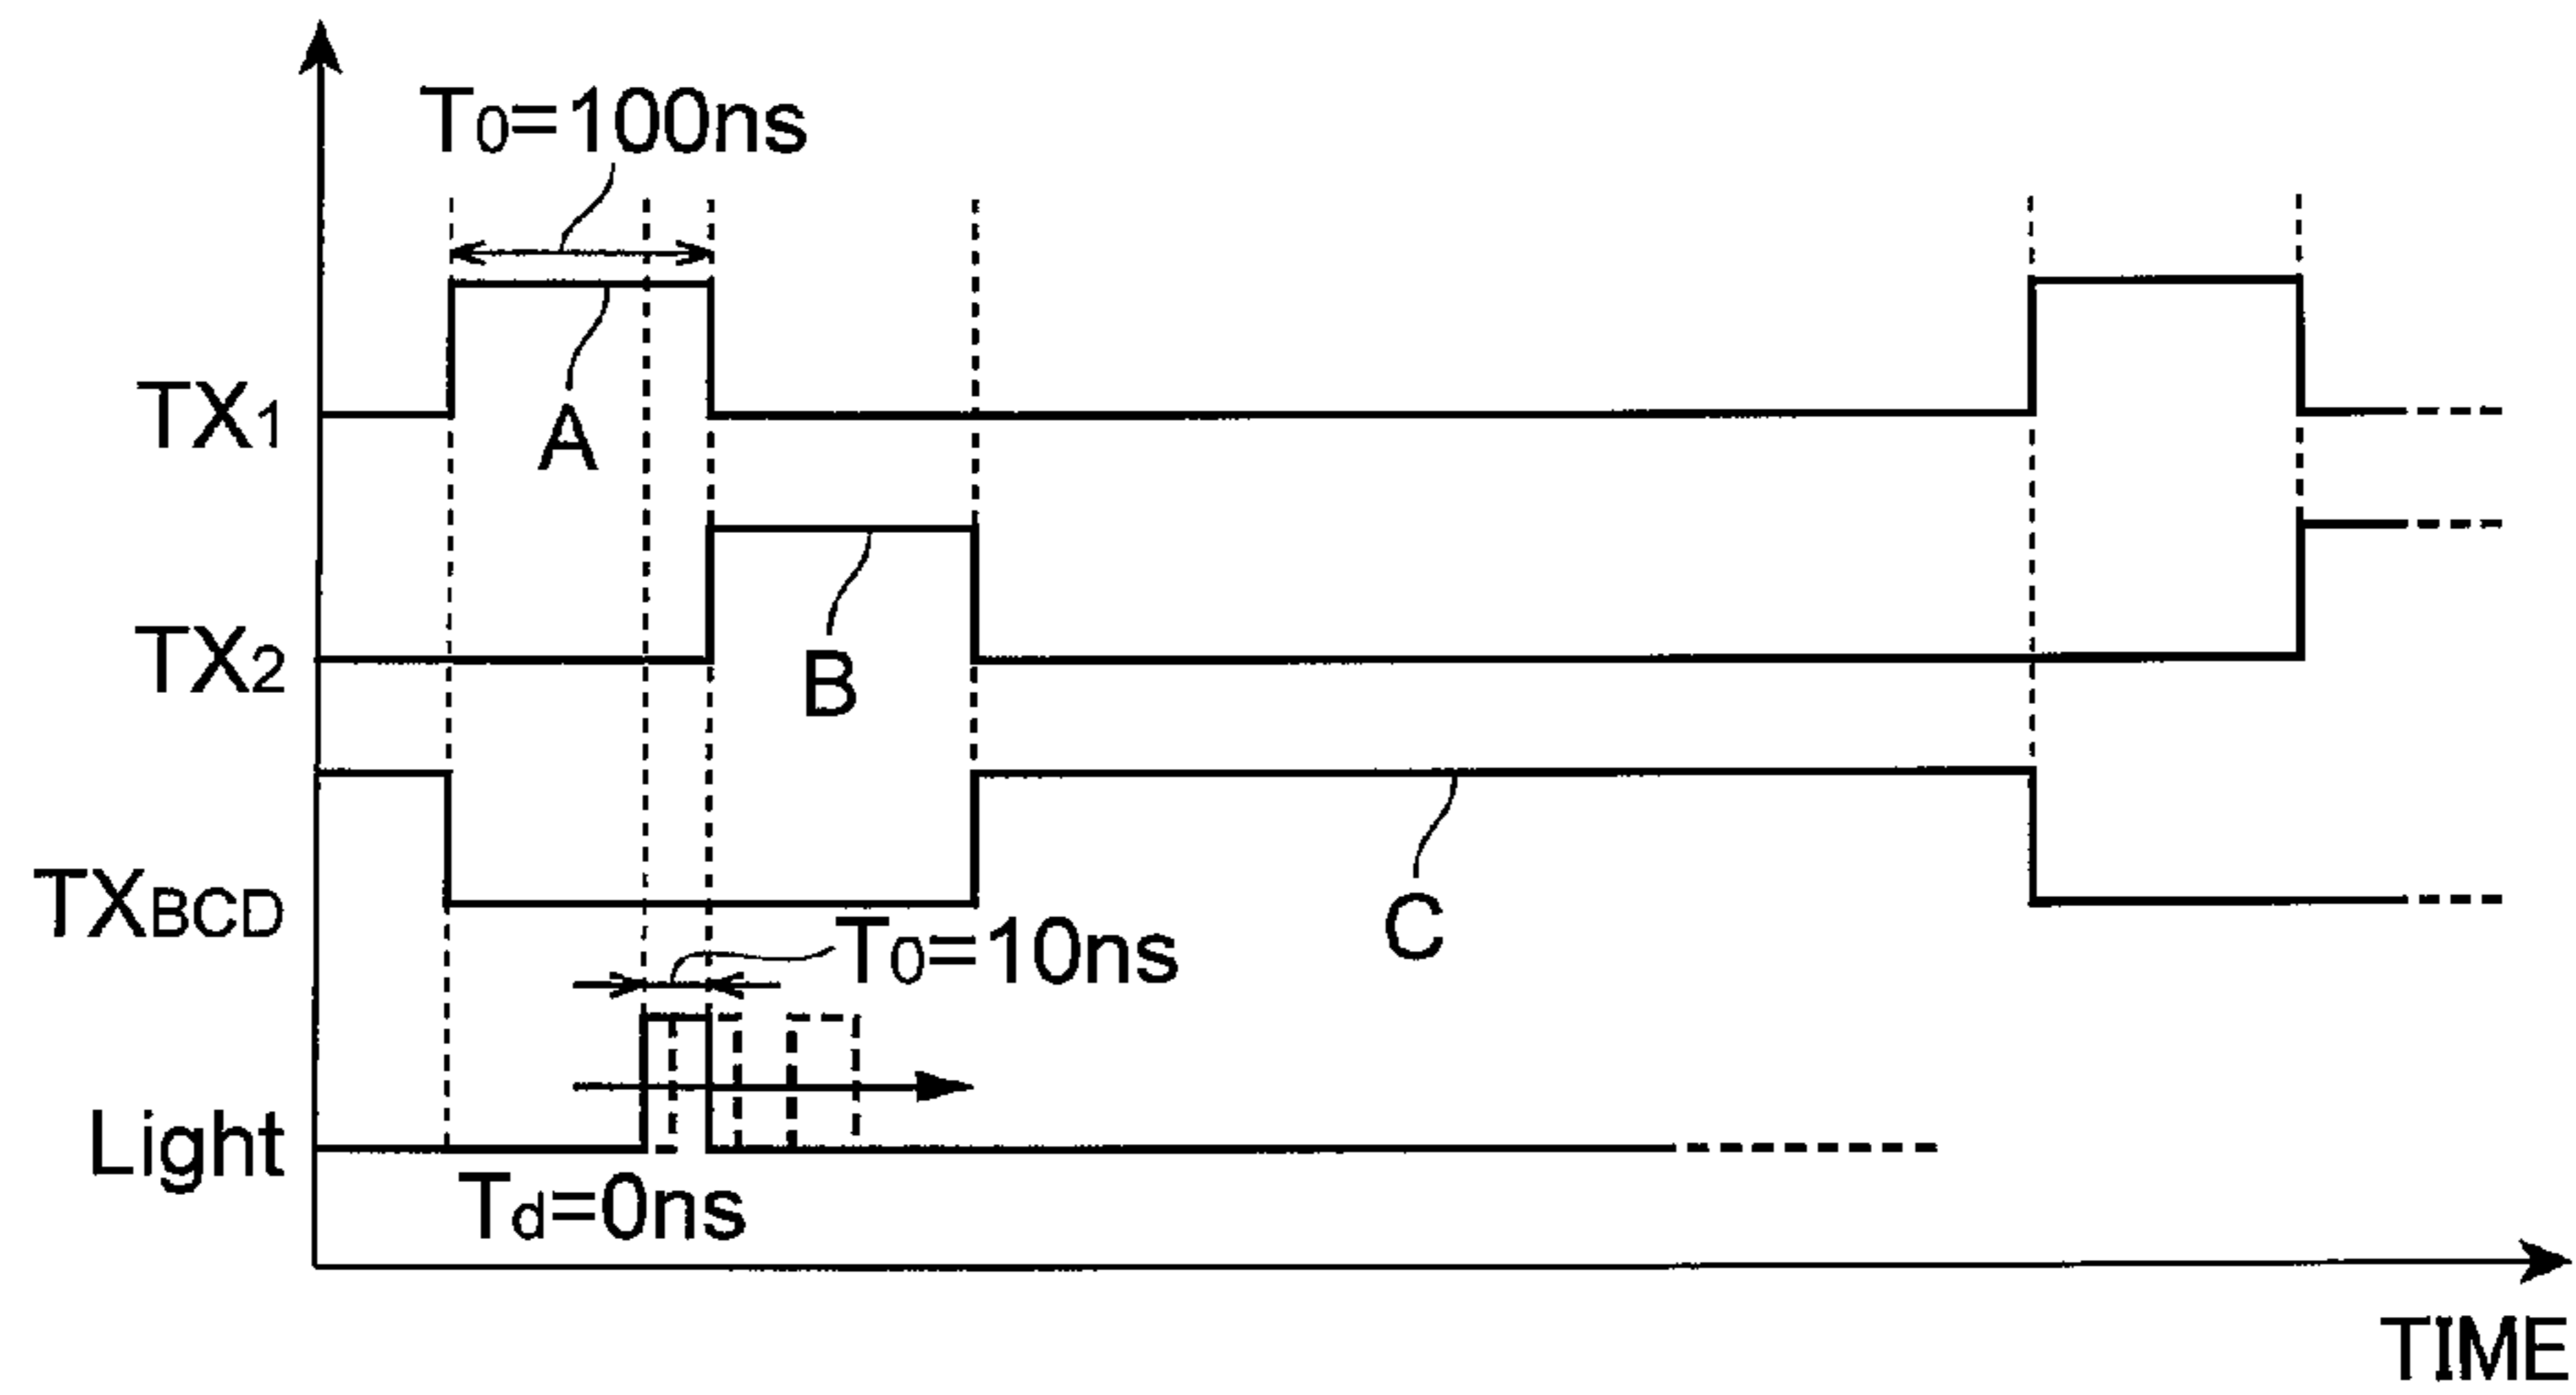 T0=100ns
TX1
A
TX2
B
TXBCD
C
T0=10ns
Light
Td=0ns
TIME